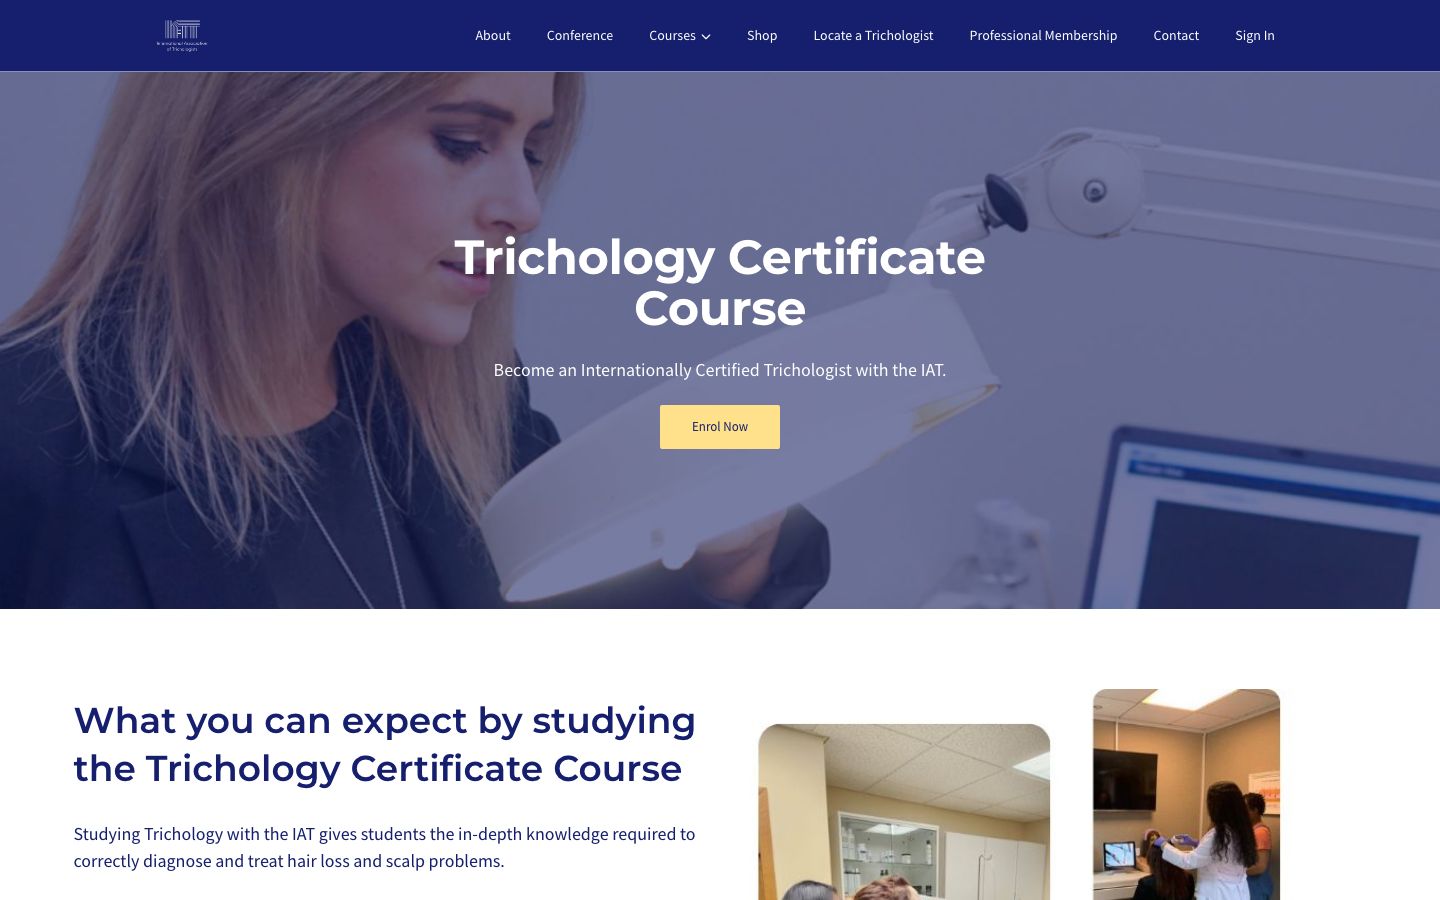 IAT
International Association
of Trichologists
About
Conference
Courses
Shop
Locate a Trichologist
Professional Membership
Contact
Sign In
Trichology Certificate
Course
Become an Internationally Certified Trichologist with the IAT.
Enrol Now
What you can expect by studying
the Trichology Certificate Course
Studying Trichology with the IAT gives students the in-depth knowledge required to
correctly diagnose and treat hair loss and scalp problems.